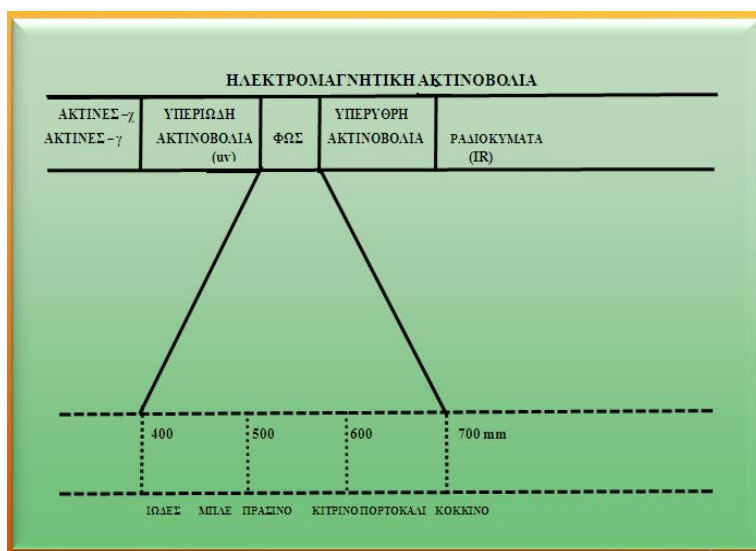 ΗΛΕΚΤΡΟΜΑΓΝΗΤΙΚΗ ΑΚΤΙΝΟΒΟΛΙΑ
ΑΚΤΙΝΕΣ –χ ΥΠΕΡΙΩΔΗ ΥΠΕΡΥΘΡΗ
ΑΚΤΙΝΕΣ – γ ΑΚΤΙΝΟΒΟΛΙΑ ΦΩΣ ΑΚΤΙΝΟΒΟΛΙΑ ΡΑΔΙΟΚΥΜΑΤΑ
(uv) (IR)
400 500 600 700 mm
ΙΩΔΕΣ ΜΠΛΕ ΠΡΑΣΙΝΟ ΚΙΤΡΙΝΟ ΠΟΡΤΟΚΑΛΙ ΚΟΚΚΙΝΟ